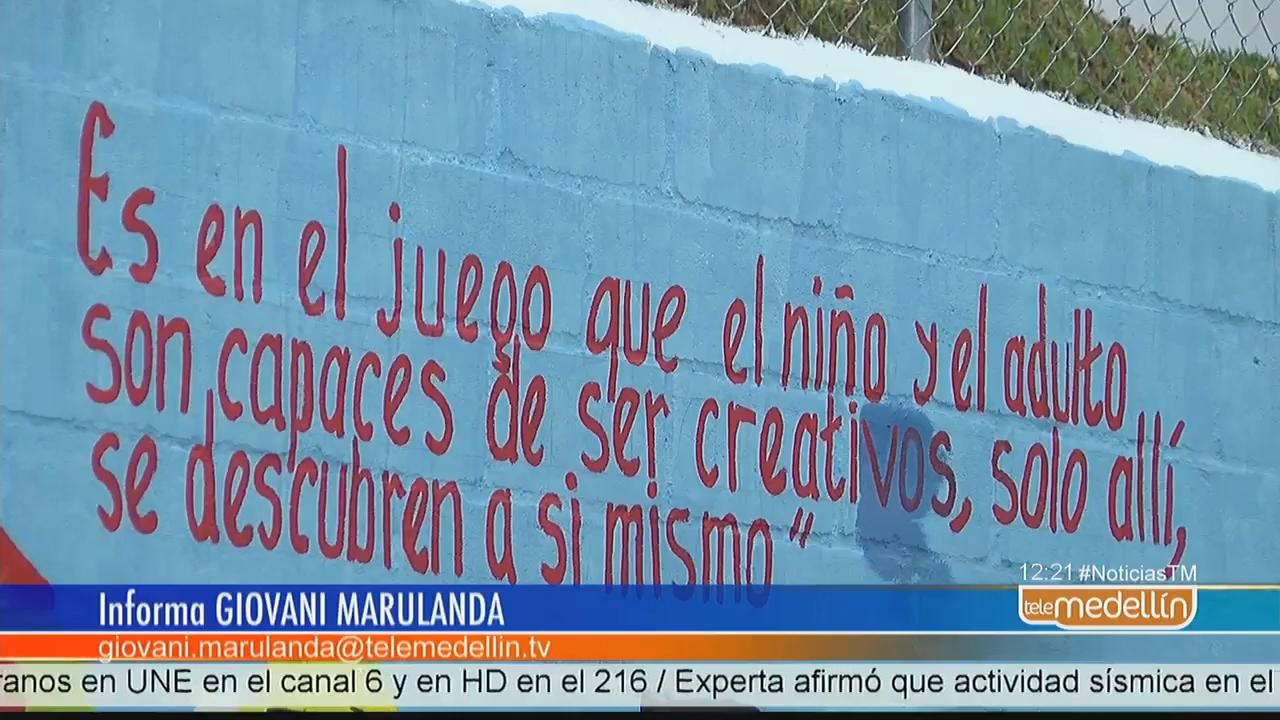 Es en el juego que el niño y el adulto
son capaces de ser creativos, solo allí,
se descubren a si mismo"
12:21 #NoticiasTM
tele medellín
Informa GIOVANI MARULANDA
giovani.marulanda@telemedellin.tv
ranos en UNE en el canal 6 y en HD en el 216 / Experta afirmó que actividad sísmica en el